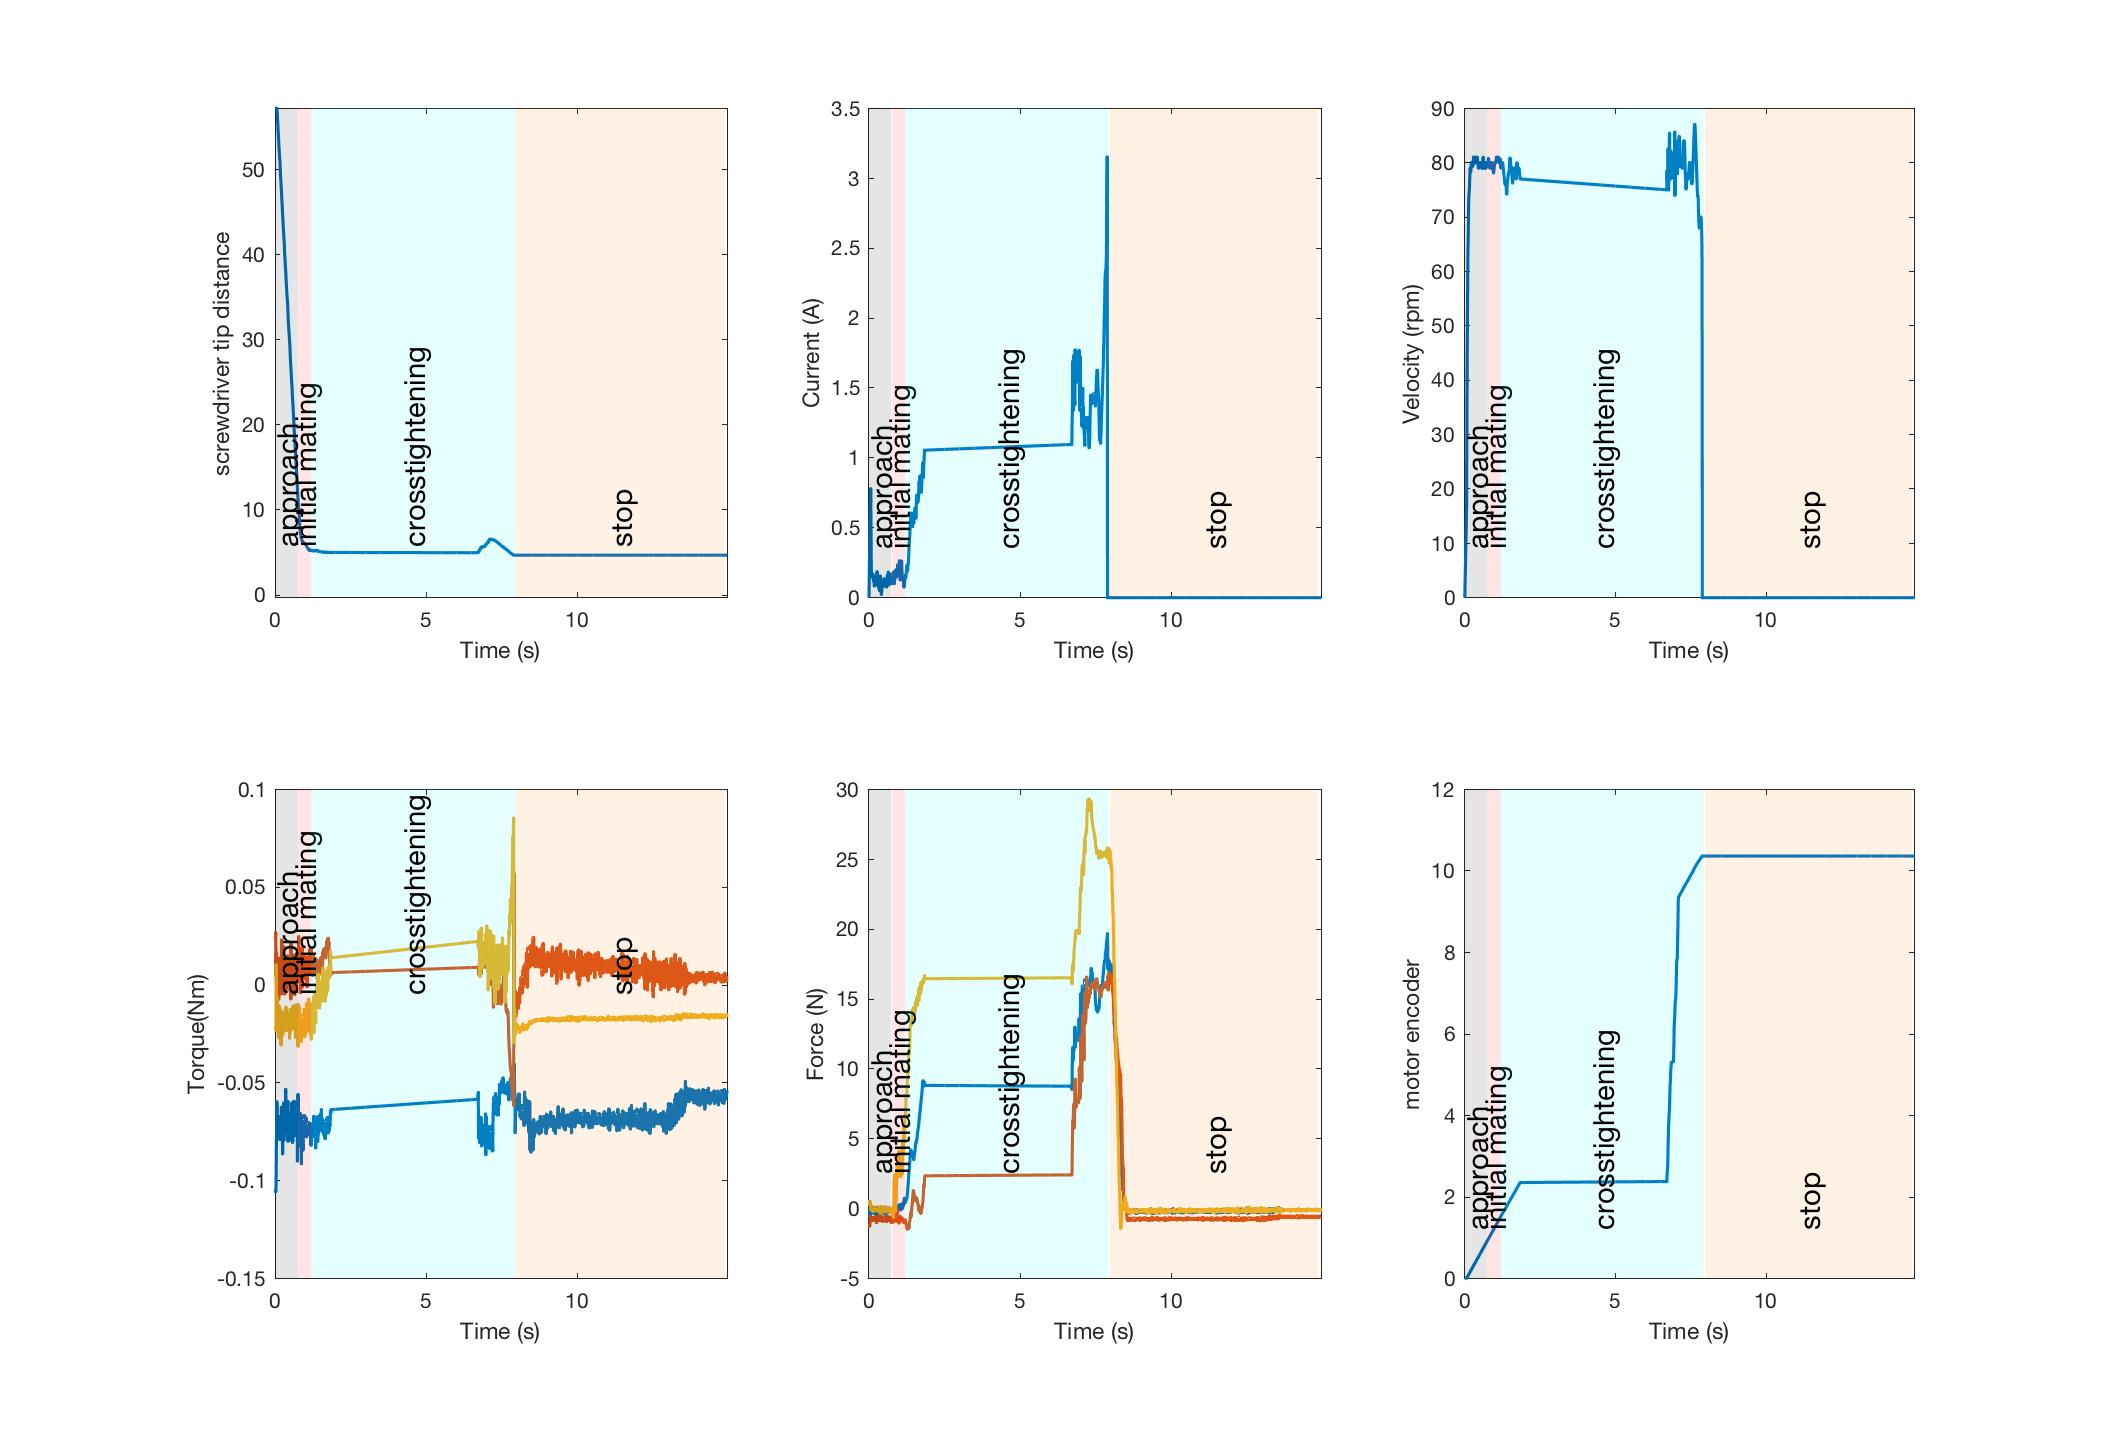 screwdriver tip distance
50
40
30
20
10
0
approach
initial mating
crosstightening
stop
0 5 10
Time (s)
Current (A)
3.5
3
2.5
2
1.5
1
0.5
0
approach
initial mating
crosstightening
stop
0 5 10
Time (s)
Velocity (rpm)
90
80
70
60
50
40
30
20
10
0
approach
initial mating
crosstightening
stop
0 5 10
Time (s)
Torque(Nm)
0.1
0.05
0
-0.05
-0.1
-0.15
approach
initial mating
crosstightening
stop
0 5 10
Time (s)
Force (N)
30
25
20
15
10
5
0
-5
approach
initial mating
crosstightening
stop
0 5 10
Time (s)
motor encoder
12
10
8
6
4
2
0
approach
initial mating
crosstightening
stop
0 5 10
Time (s)